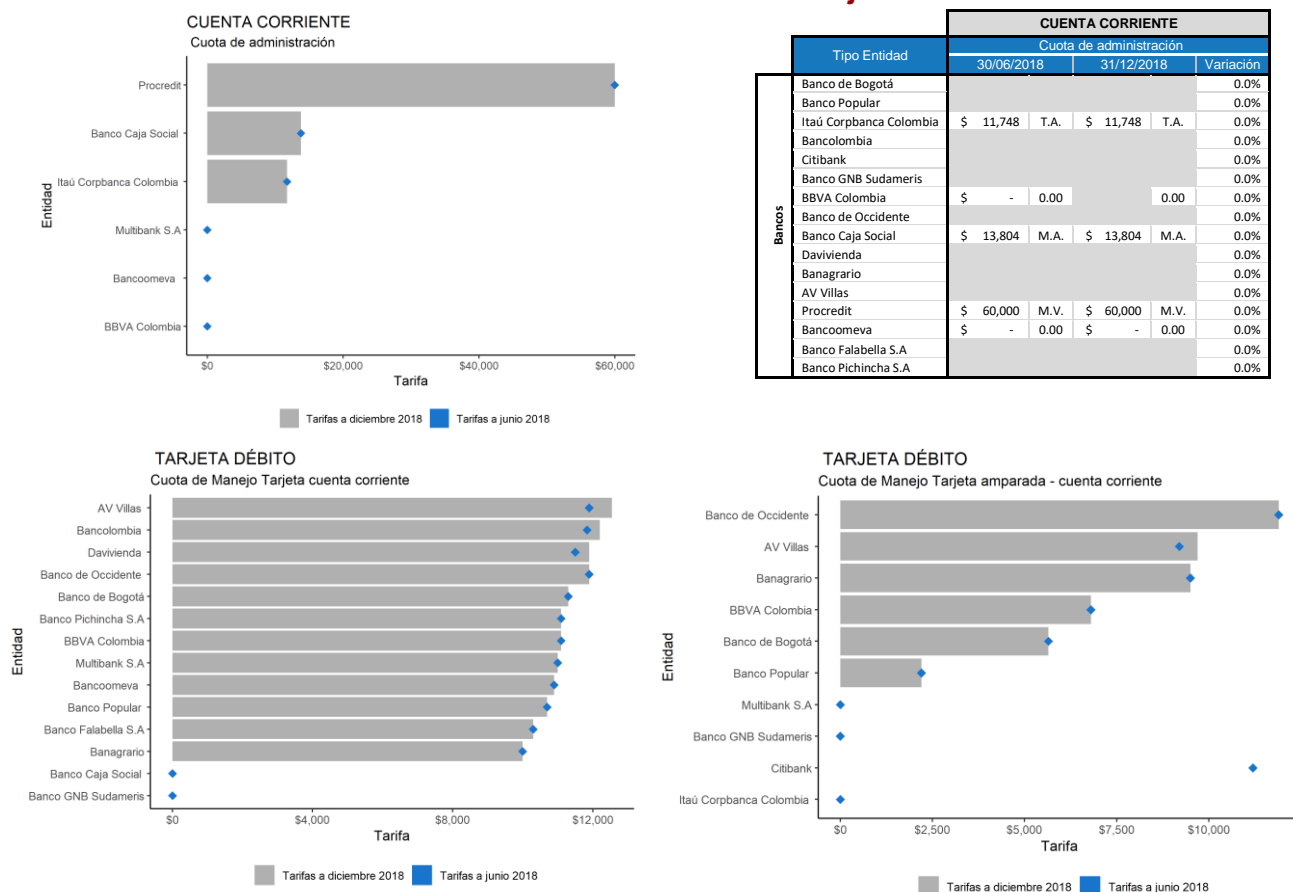 CUENTA CORRIENTE
Cuota de administración
Entidad
Procredit
Banco Caja Social
Itaú Corpbanca Colombia
Multibank S.A
Bancoomeva
BBVA Colombia
$0 $20,000 $40,000 $60,000
Tarifa
Tarifas a diciembre 2018 Tarifas a junio 2018
CUENTA CORRIENTE
Tipo Entidad Cuota de administración
30/06/2018 31/12/2018 Variación
Bancos
Banco de Bogotá 0.0%
Banco Popular 0.0%
Itaú Corpbanca Colombia $ 11,748 T.A. $ 11,748 T.A. 0.0%
Bancolombia 0.0%
Citibank 0.0%
Banco GNB Sudameris 0.0%
BBVA Colombia $ - 0.00 0.00 0.0%
Banco de Occidente 0.0%
Banco Caja Social $ 13,804 M.A. $ 13,804 M.A. 0.0%
Davivienda 0.0%
Banagrario 0.0%
AV Villas 0.0%
Procredit $ 60,000 M.V. $ 60,000 M.V. 0.0%
Bancoomeva $ - 0.00 $ - 0.00 0.0%
Banco Falabella S.A 0.0%
Banco Pichincha S.A 0.0%
TARJETA DÉBITO
Cuota de Manejo Tarjeta cuenta corriente
Entidad
AV Villas
Bancolombia
Davivienda
Banco de Occidente
Banco de Bogotá
Banco Pichincha S.A
BBVA Colombia
Multibank S.A
Bancoomeva
Banco Popular
Banco Falabella S.A
Banagrario
Banco Caja Social
Banco GNB Sudameris
$0 $4,000 $8,000 $12,000
Tarifa
Tarifas a diciembre 2018 Tarifas a junio 2018
TARJETA DÉBITO
Cuota de Manejo Tarjeta amparada - cuenta corriente
Entidad
Banco de Occidente
AV Villas
Banagrario
BBVA Colombia
Banco de Bogotá
Banco Popular
Multibank S.A
Banco GNB Sudameris
Citibank
Itaú Corpbanca Colombia
$0 $2,500 $5,000 $7,500 $10,000
Tarifa
Tarifas a diciembre 2018 Tarifas a junio 2018